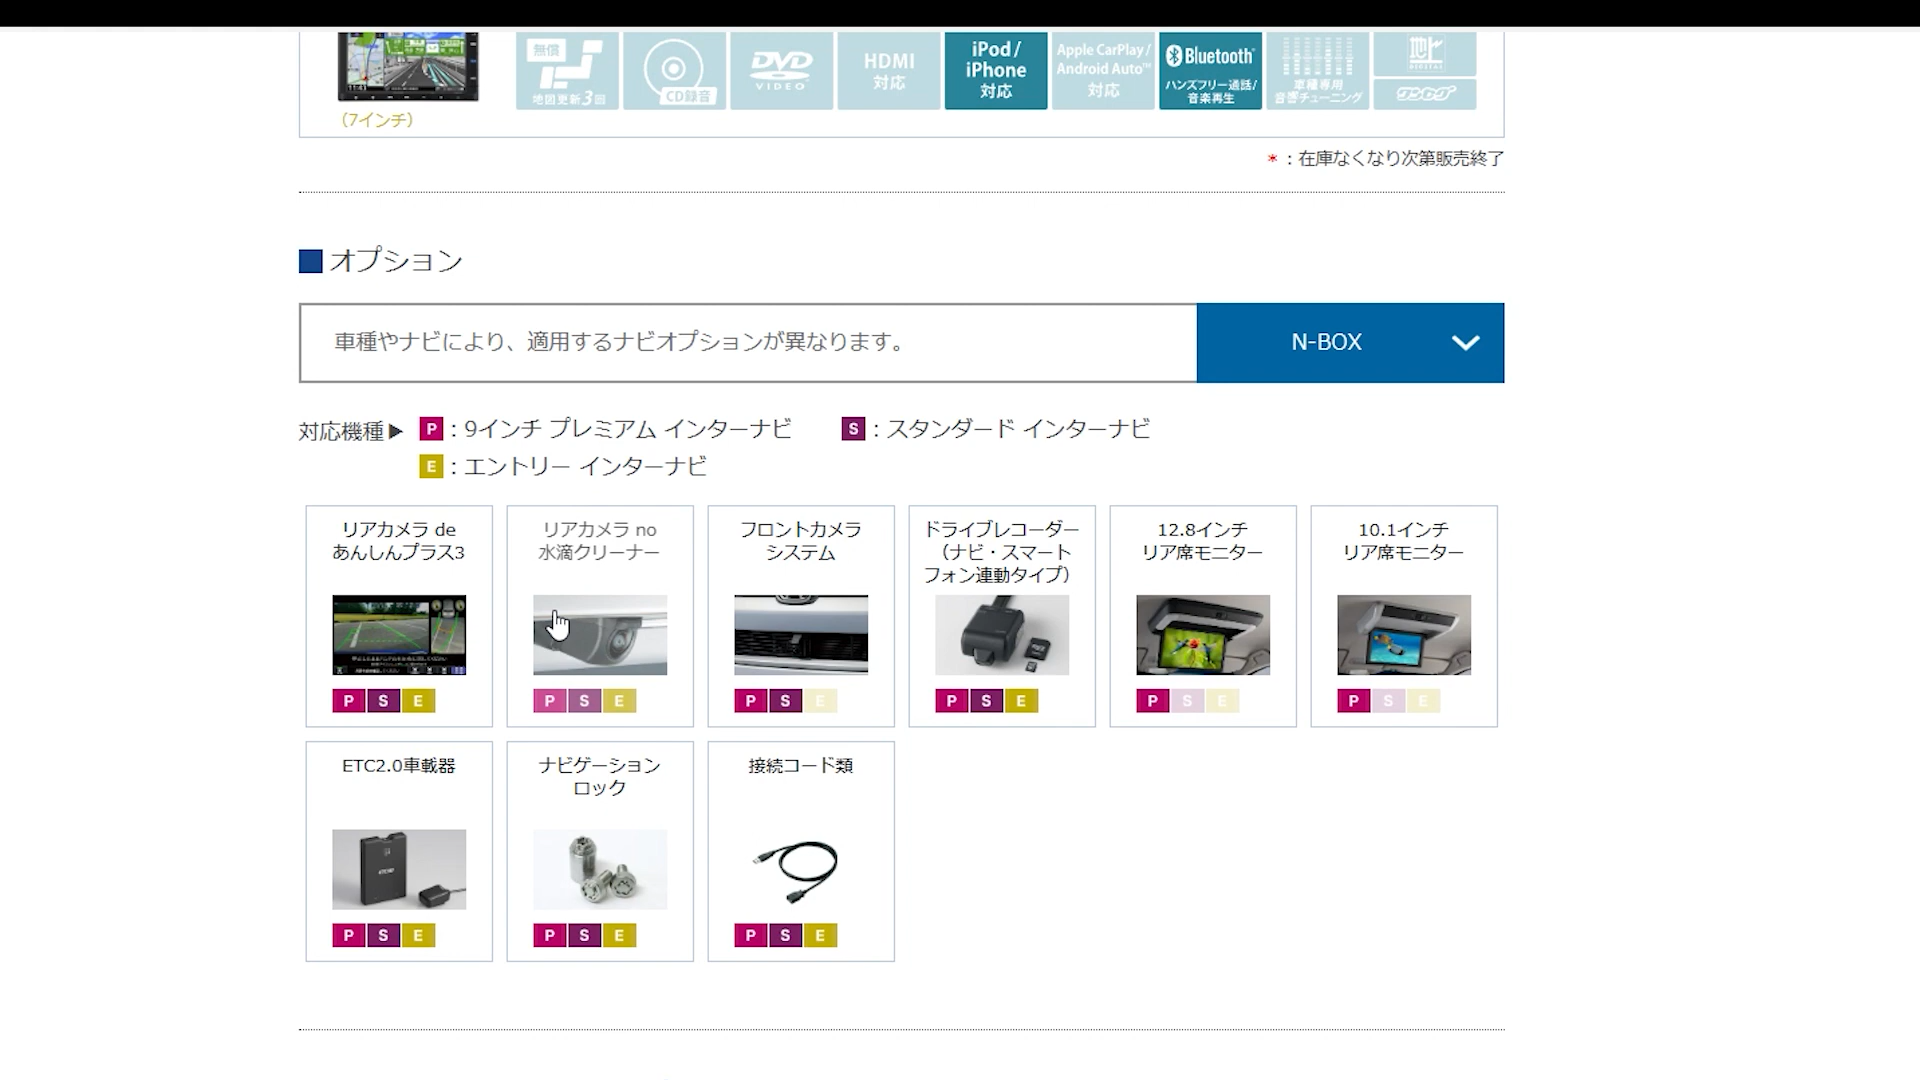 無償
地図更新3回
CD録音
DVD
VIDEO
HDMI
対応
iPod /
iPhone
対応
Apple CarPlay/
Android Auto™
対応
Bluetooth
ハンズフリー通話/
音楽再生
車種専用
音響チューニング
地上
DIGITAL
ワンセグ
11:41
（7インチ）
*：在庫なくなり次第販売終了
オプション
車種やナビにより、適用するナビオプションが異なります。
N-BOX
対応機種▶ P：9インチ プレミアム インターナビ S：スタンダード インターナビ
E：エントリー インターナビ
リアカメラ de
あんしんプラス3
P S E
リアカメラ no
水滴クリーナー
P S E
フロントカメラ
システム
P S E
ドライブレコーダー
（ナビ・スマート
フォン連動タイプ）
P S E
12.8インチ
リア席モニター
P S E
10.1インチ
リア席モニター
P S E
ETC2.0車載器
P S E
ナビゲーション
ロック
P S E
接続コード類
P S E